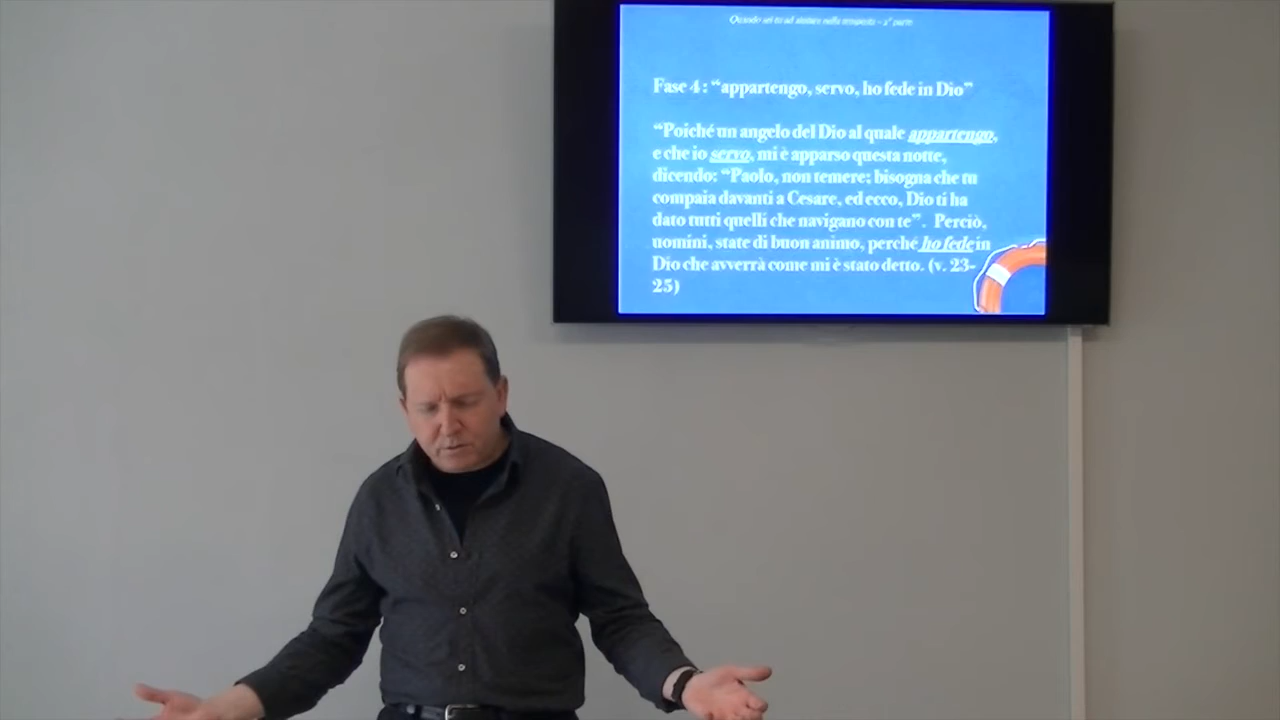 Quando sei tu ad aiutare nella tempesta – 2° parte
Fase 4: “appartengo, servo, ho fede in Dio”
“Poiché un angelo del Dio al quale appartengo,
e che io servo, mi è apparso questa notte,
dicendo: “Paolo, non temere; bisogna che tu
compaia davanti a Cesare, ed ecco, Dio ti ha
dato tutti quelli che navigano con te”. Perciò,
uomini, state di buon animo, perché ho fede in
Dio che avverrà come mi è stato detto. (v. 23-
25)